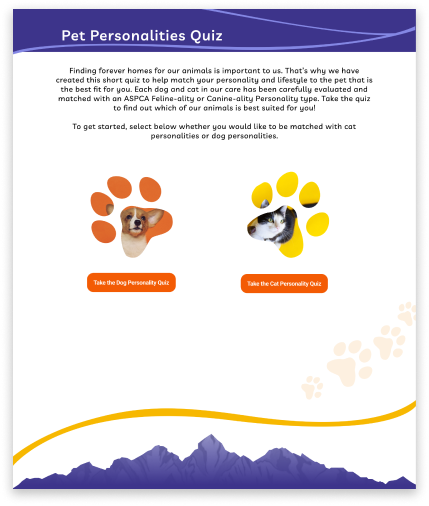 Pet Personalities Quiz
Finding forever homes for our animals is important to us. That's why we have
created this short quiz to help match your personality and lifestyle to the pet that is
the best fit for you. Each dog and cat in our care has been carefully evaluated and
matched with an ASPCA Feline-ality or Canine-ality Personality type. Take the quiz
to find out which of our animals is best suited for you!
To get started, select below whether you would like to be matched with cat
personalities or dog personalities.
Take the Dog Personality Quiz
Take the Cat Personality Quiz